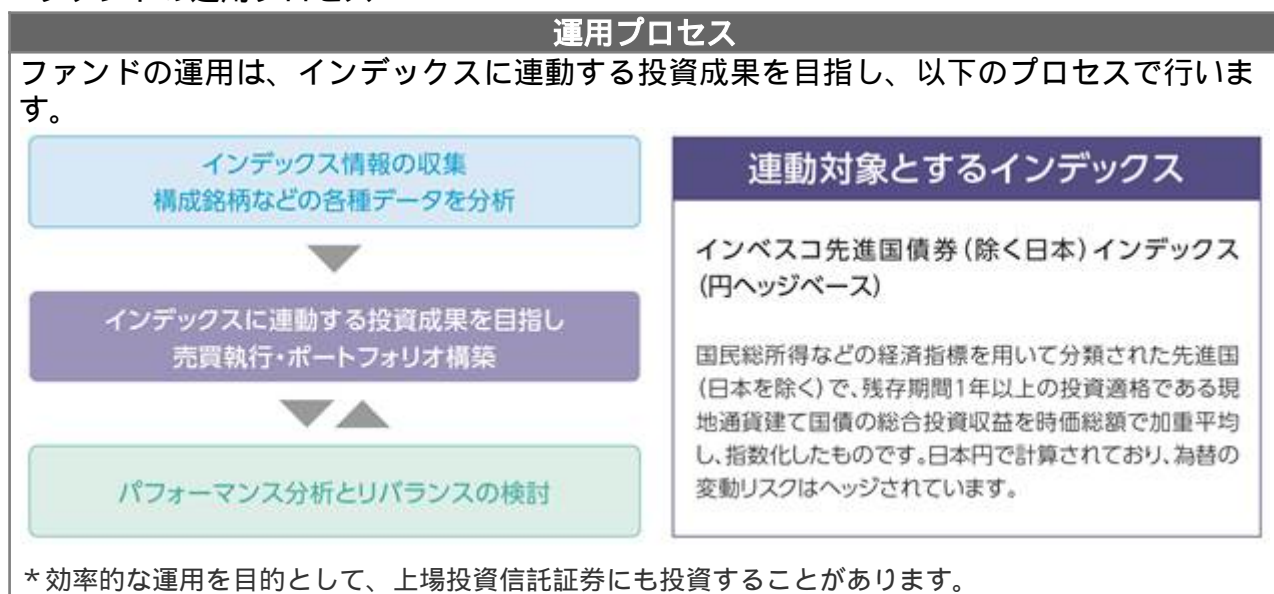 運用プロセス
ファンドの運用は、インデックスに連動する投資成果を目指し、以下のプロセスで行いま
す。
インデックス情報の収集
構成銘柄などの各種データを分析
インデックスに連動する投資成果を目指し
売買執行・ポートフォリオ構築
パフォーマンス分析とリバランスの検討
連動対象とするインデックス
インベスコ先進国債券(除く日本)インデックス
(円ヘッジベース)
国民総所得などの経済指標を用いて分類された先進国
(日本を除く)で、残存期間1年以上の投資適格である現
地通貨建て国債の総合投資収益を時価総額で加重平均
し、指数化したものです。日本円で計算されており、為替の
変動リスクはヘッジされています。
*効率的な運用を目的として、上場投資信託証券にも投資することがあります。